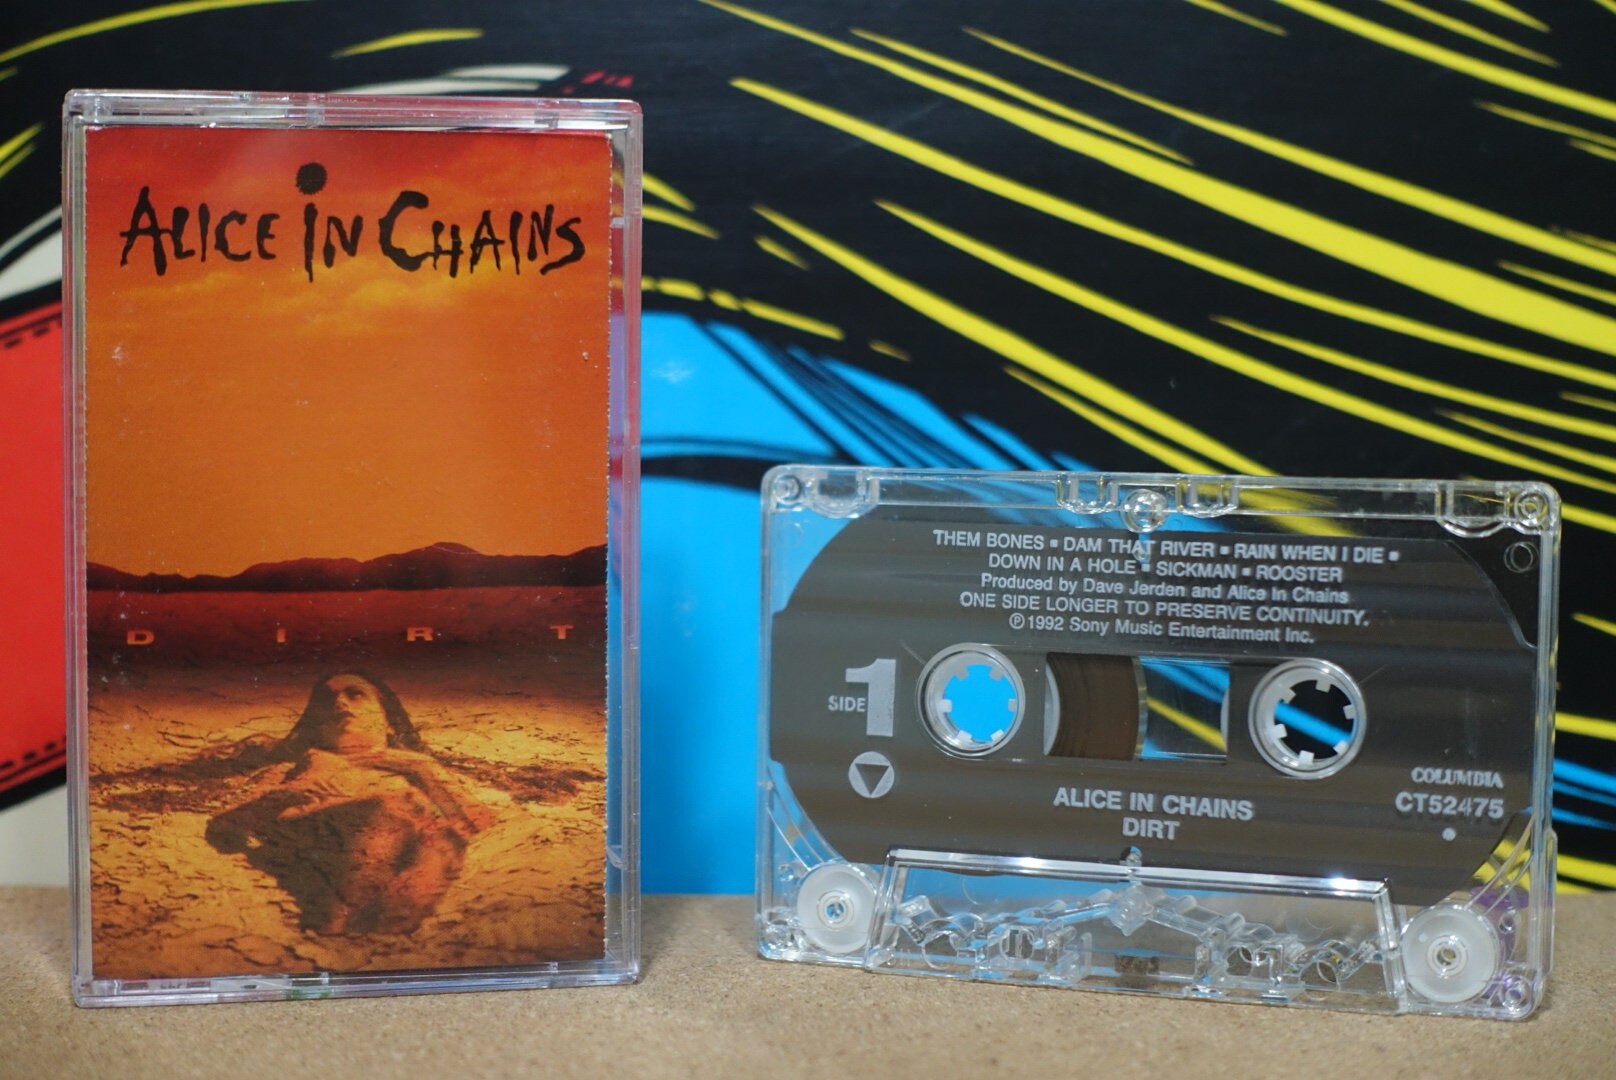 ALICE IN CHAINS
DIRT
THEM BONES ▪ DAM THAT RIVER ▪ RAIN WHEN I DIE ▪
DOWN IN A HOLE ▪ SICKMAN ▪ ROOSTER
Produced by Dave Jerden and Alice In Chains
ONE SIDE LONGER TO PRESERVE CONTINUITY.
℗1992 Sony Music Entertainment Inc.
SIDE 1
COLUMBIA
CT52475
ALICE IN CHAINS
DIRT